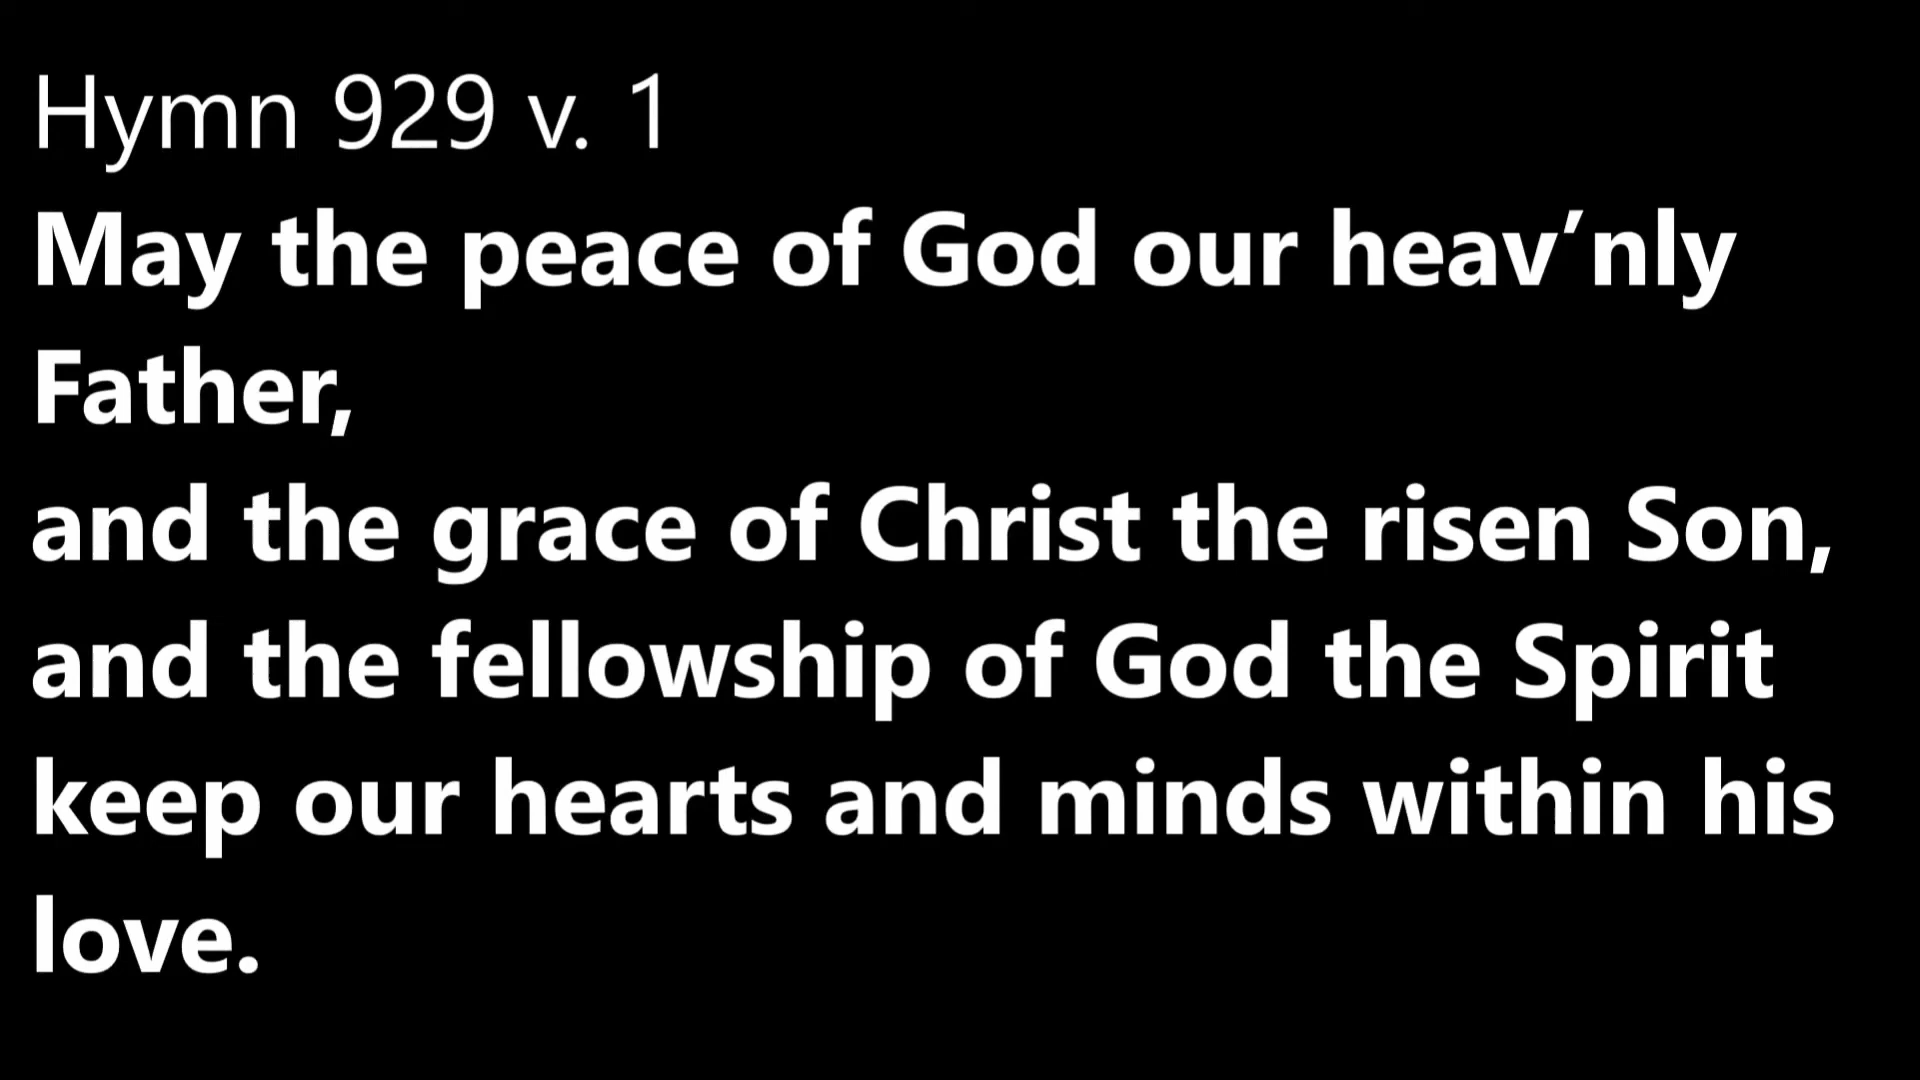 Hymn 929 v. 1
May the peace of God our heav’nly
Father,
and the grace of Christ the risen Son,
and the fellowship of God the Spirit
keep our hearts and minds within his
love.